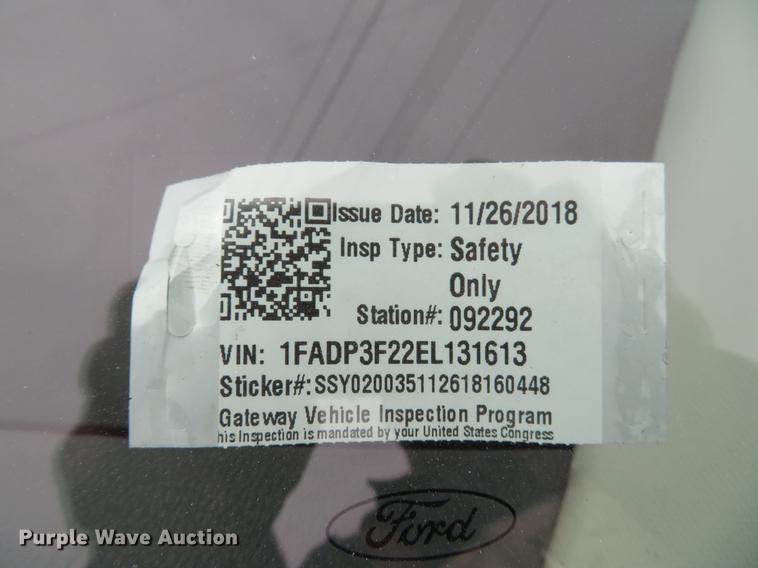 Issue Date: 11/26/2018
Insp Type: Safety
Only
Station#: 092292
VIN: 1FADP3F22EL131613
Sticker#:SSY020035112618160448
Gateway Vehicle Inspection Program
his Inspection is mandated by your United States Congress
Ford
Purple Wave Auction